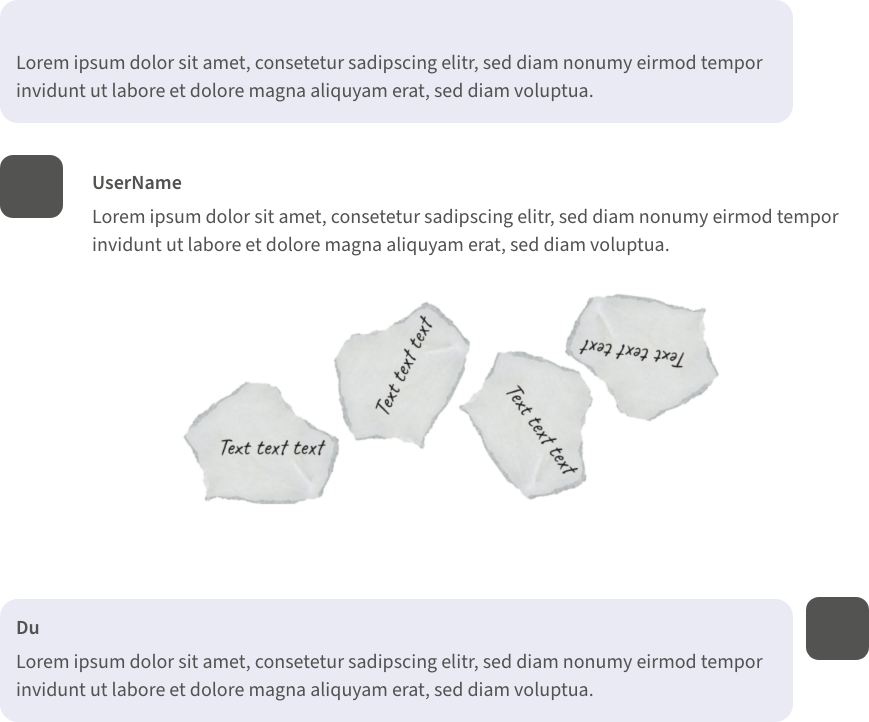 Lorem ipsum dolor sit amet, consetetur sadipscing elitr, sed diam nonumy eirmod tempor
invidunt ut labore et dolore magna aliquyam erat, sed diam voluptua.
UserName
Lorem ipsum dolor sit amet, consetetur sadipscing elitr, sed diam nonumy eirmod tempor
invidunt ut labore et dolore magna aliquyam erat, sed diam voluptua.
Text text text
Text text text
Text text text
Text text text
Du
Lorem ipsum dolor sit amet, consetetur sadipscing elitr, sed diam nonumy eirmod tempor
invidunt ut labore et dolore magna aliquyam erat, sed diam voluptua.